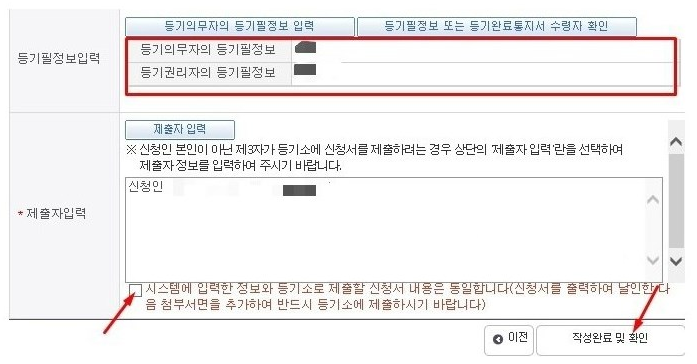 등기의무자의 등기필정보 입력
등기필정보 또는 등기완료통지서 수령자 확인
등기필정보입력
등기의무자의 등기필정보
등기권리자의 등기필정보
제출자 입력
※ 신청인 본인이 아닌 제3자가 등기소에 신청서를 제출하려는 경우 상단의 '제출자 입력'란을 선택하여
제출자 정보를 입력하여 주시기 바랍니다.
* 제출자입력
신청인
시스템에 입력한 정보와 등기소로 제출할 신청서 내용은 동일합니다(신청서를 출력하여 날인한 다
음 첨부서면을 추가하여 반드시 등기소에 제출하시기 바랍니다)
이전
작성완료 및 확인